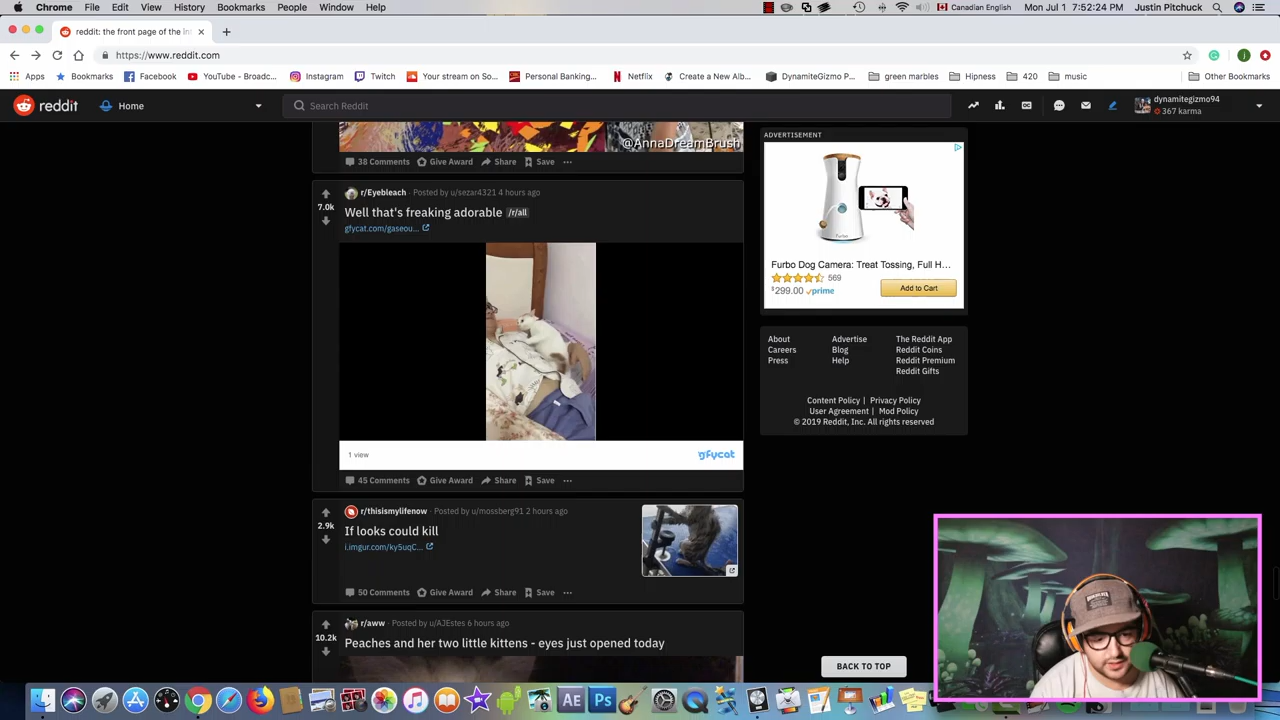 Chrome File Edit View History Bookmarks People Window Help Canadian English Mon Jul 1 7:52:24 PM Justin Pitchuck
reddit: the front page of the in
https://www.reddit.com
Apps Bookmarks Facebook YouTube - Broadc... Instagram Twitch Your stream on So... Personal Banking... Netflix Create a New Alb... DynamiteGizmo P... green marbles Hipness 420 music Other Bookmarks
reddit Home Search Reddit dynamitegizmo94
367 karma
@AnnaDreamBrush
38 Comments Give Award Share Save
7.0k
r/Eyebleach · Posted by u/sezar4321 4 hours ago
Well that's freaking adorable /r/all
gfycat.com/gaseou...
1 view gfycat
45 Comments Give Award Share Save
2.9k
r/thisismylifenow · Posted by u/mossberg91 2 hours ago
If looks could kill
i.imgur.com/ky5uqC...
50 Comments Give Award Share Save
10.2k
r/aww · Posted by u/AJEstes 6 hours ago
Peaches and her two little kittens - eyes just opened today
ADVERTISEMENT
Furbo
Furbo Dog Camera: Treat Tossing, Full H...
569
$299.00 prime
Add to Cart
About Advertise The Reddit App
Careers Blog Reddit Coins
Press Help Reddit Premium
Reddit Gifts
Content Policy | Privacy Policy
User Agreement | Mod Policy
© 2019 Reddit, Inc. All rights reserved
BACK TO TOP
AE Ps